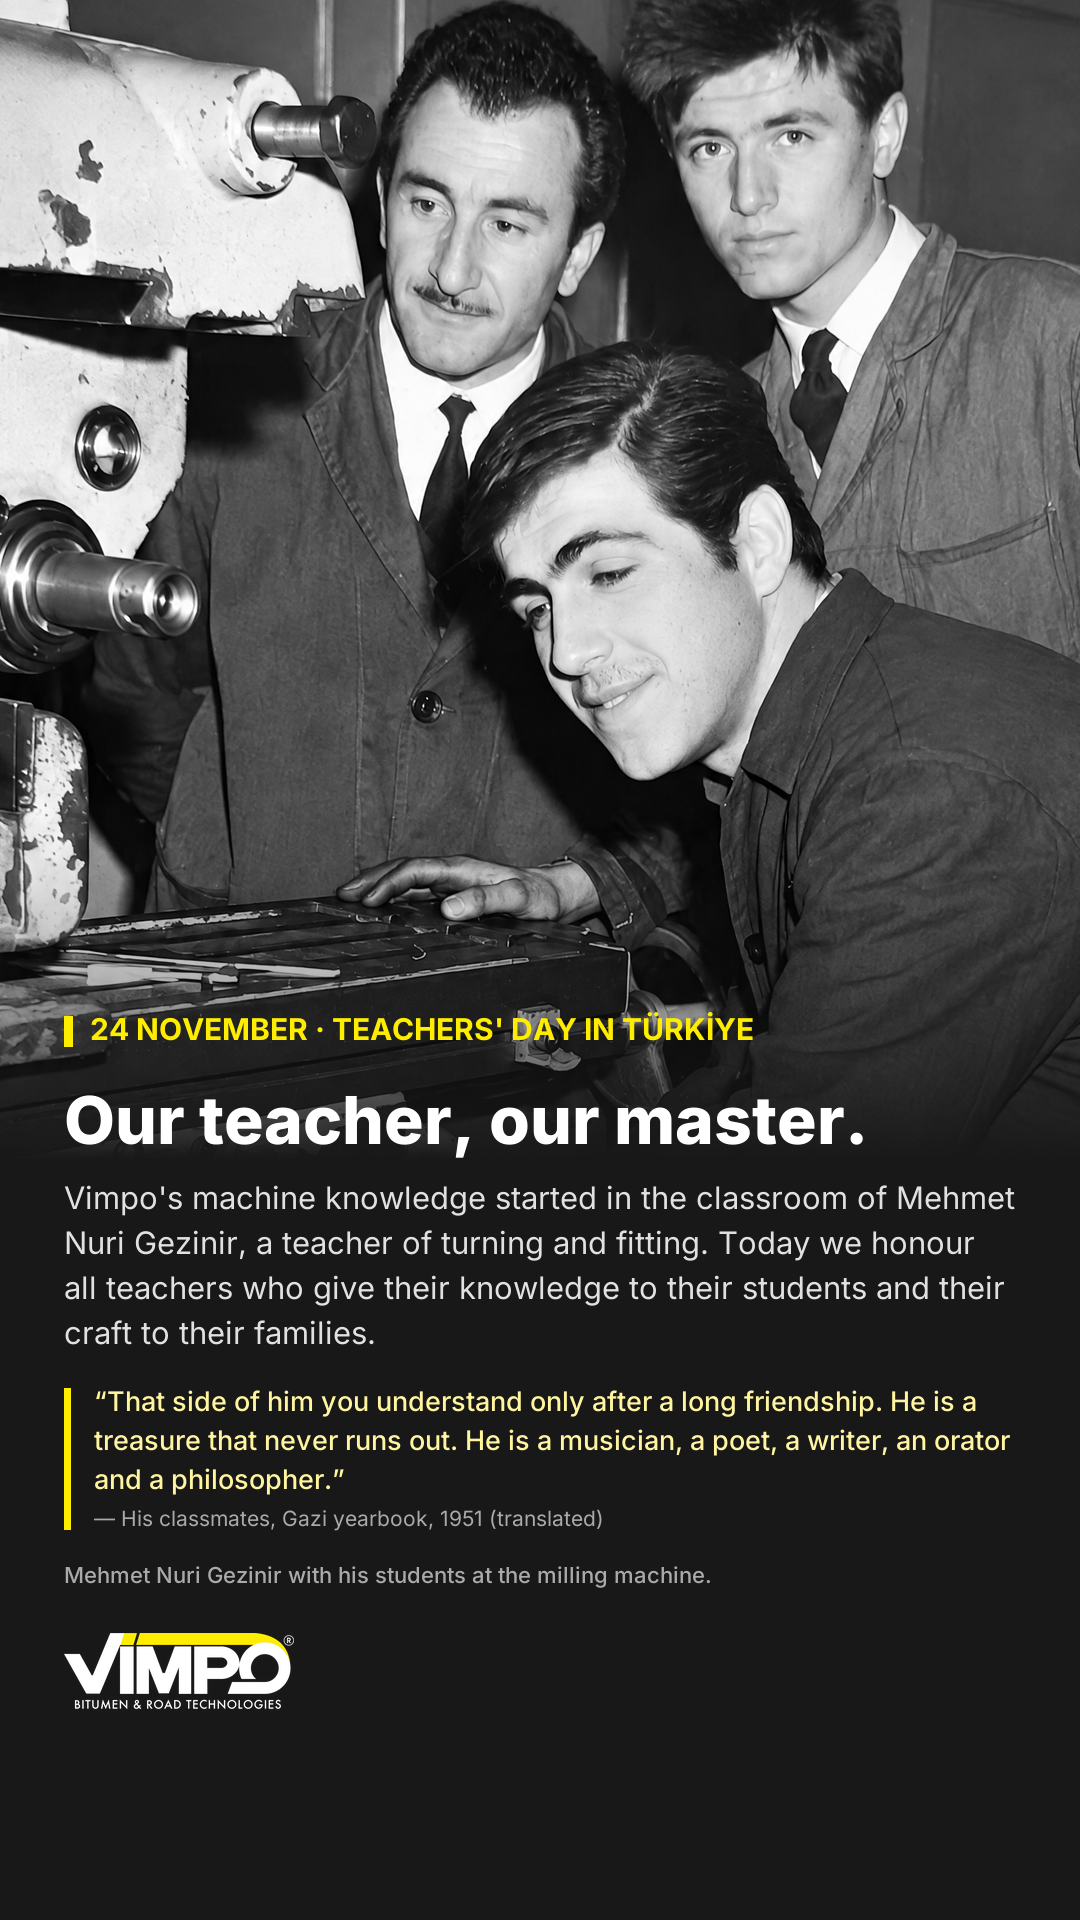 24 NOVEMBER · TEACHERS' DAY IN TÜRKİYE
Our teacher, our master.
Vimpo's machine knowledge started in the classroom of Mehmet
Nuri Gezinir, a teacher of turning and fitting. Today we honour
all teachers who give their knowledge to their students and their
craft to their families.
“That side of him you understand only after a long friendship. He is a
treasure that never runs out. He is a musician, a poet, a writer, an orator
and a philosopher.”
— His classmates, Gazi yearbook, 1951 (translated)
Mehmet Nuri Gezinir with his students at the milling machine.
VIMPO®
BITUMEN & ROAD TECHNOLOGIES